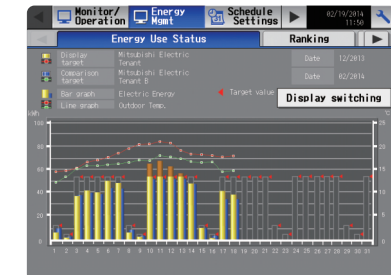 Monitor/ Operation
Energy Mgmt
Schedule Settings
02/19/2014
11:50
Energy Use Status
Ranking
Display target
Mitsubishi Electric Tenant
Date
12/2013
Comparison target
Mitsubishi Electric Tenant B
Date
02/2014
Bar graph
Electric Energy
Target value
Line graph
Outdoor Temp.
Display switching
kWh
°C
100
80
60
40
20
0
25
20
15
10
5
0
1 2 3 4 5 6 7 8 9 10 11 12 13 14 15 16 17 18 19 20 21 22 23 24 25 26 27 28 29 30 31